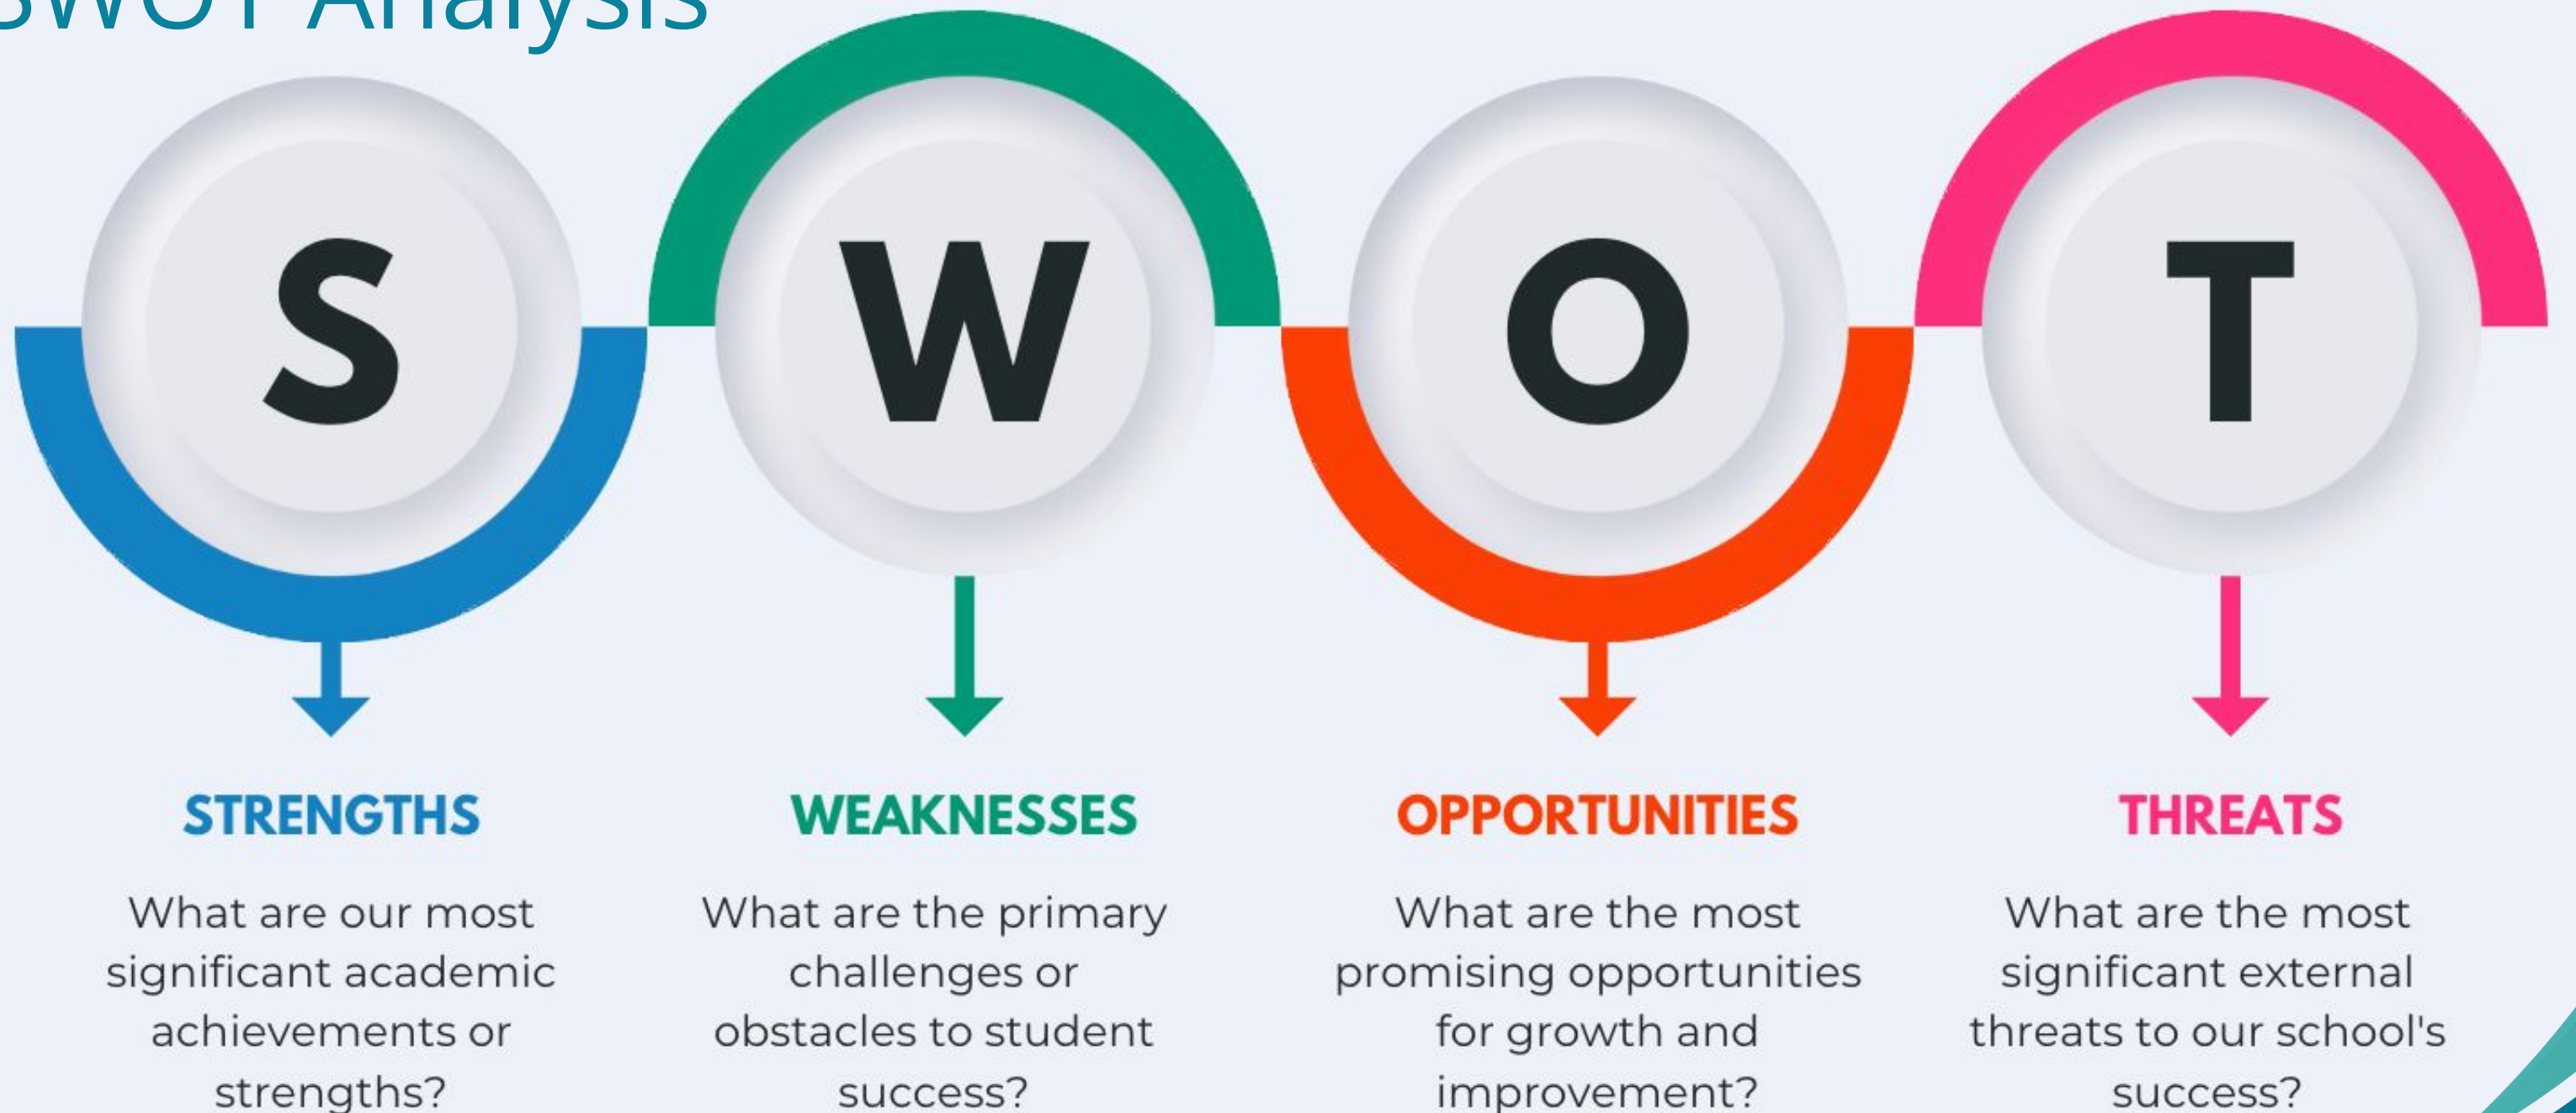 SWOT Analysis
S
W
O
T
STRENGTHS
What are our most
significant academic
achievements or
strengths?
WEAKNESSES
What are the primary
challenges or
obstacles to student
success?
OPPORTUNITIES
What are the most
promising opportunities
for growth and
improvement?
THREATS
What are the most
significant external
threats to our school's
success?